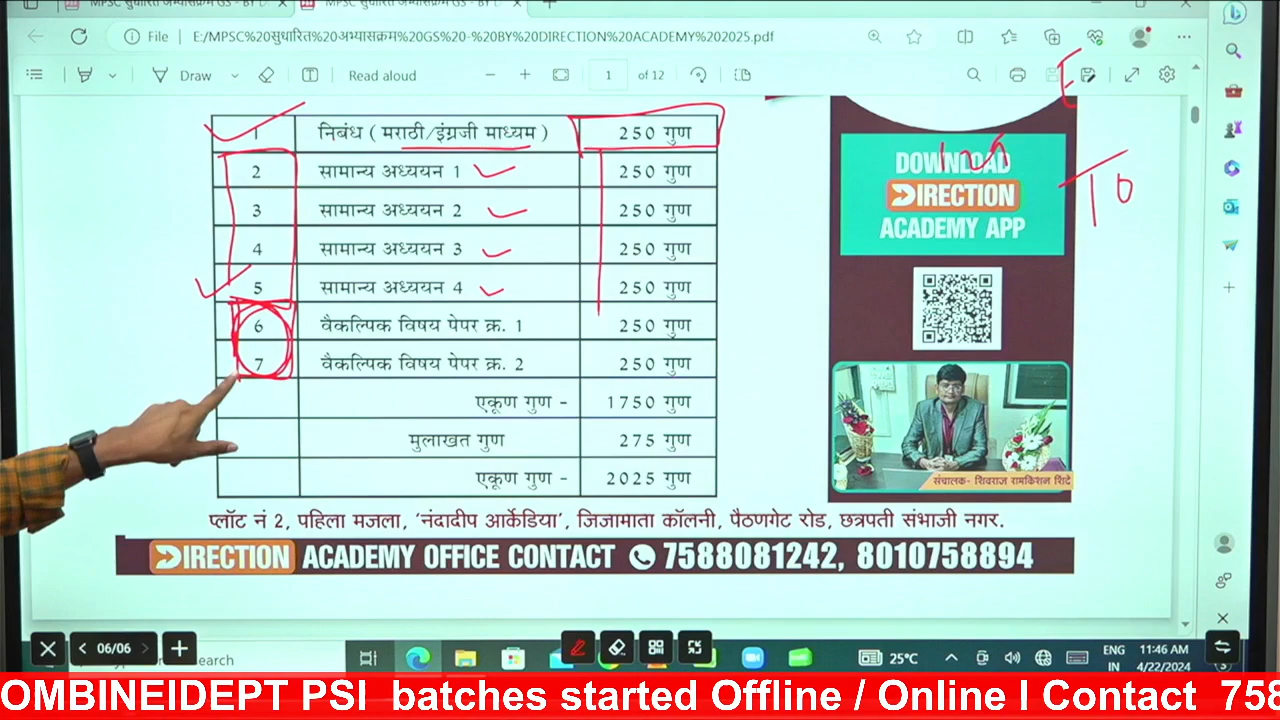 MPSC सुधारित अभ्यासक्रम GS - BY D
MPSC सुधारित अभ्यासक्रम GS - BY D
File E:/MPSC%20सुधारित%20अभ्यासक्रम%20GS%20-%20BY%20DIRECTION%20ACADEMY%202025.pdf
Draw Read aloud 1 of 12
1 निबंध ( मराठी/इंग्रजी माध्यम ) 250 गुण
2 सामान्य अध्ययन 1 250 गुण
3 सामान्य अध्ययन 2 250 गुण
4 सामान्य अध्ययन 3 250 गुण
5 सामान्य अध्ययन 4 250 गुण
6 वैकल्पिक विषय पेपर क्र. 1 250 गुण
7 वैकल्पिक विषय पेपर क्र. 2 250 गुण
एकूण गुण - 1750 गुण
मुलाखत गुण 275 गुण
एकूण गुण - 2025 गुण
E
125
10
DOWNLOAD
DIRECTION
ACADEMY APP
संचालक- शिवराज रामकिशन शिंदे
प्लॉट नं 2, पहिला मजला, 'नंदादीप आर्केडिया', जिजामाता कॉलनी, पैठणगेट रोड, छत्रपती संभाजी नगर.
DIRECTION ACADEMY OFFICE CONTACT 7588081242, 8010758894
06/06
search
25°C
ENG
IN
11:46 AM
4/22/2024
OMBINEIDEPT PSI batches started Offline / Online I Contact 758